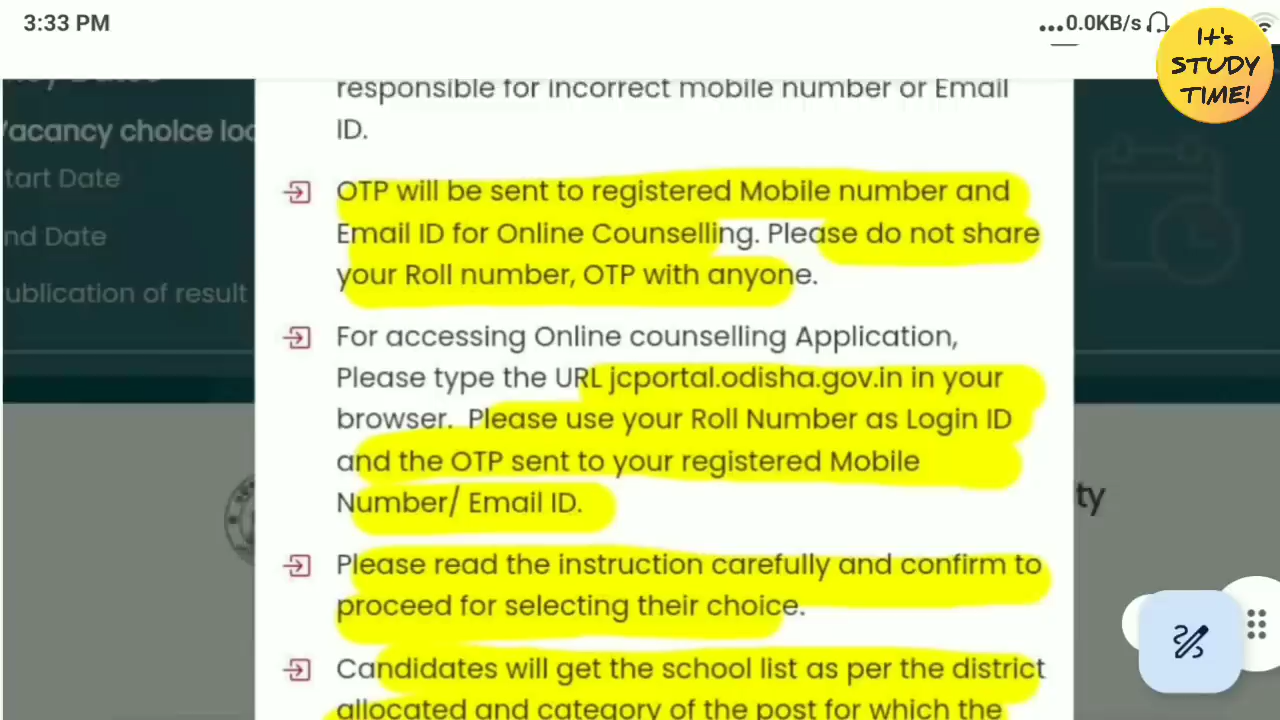 3:33 PM
...0.0KB/s
It's
STUDY
TIME!
responsible for incorrect mobile number or Email
ID.
Vacancy choice loc
tart Date
nd Date
ublication of result
OTP will be sent to registered Mobile number and
Email ID for Online Counselling. Please do not share
your Roll number, OTP with anyone.
For accessing Online counselling Application,
Please type the URL jcportal.odisha.gov.in in your
browser. Please use your Roll Number as Login ID
and the OTP sent to your registered Mobile
Number/ Email ID.
ty
Please read the instruction carefully and confirm to
proceed for selecting their choice.
Candidates will get the school list as per the district
allocated and category of the post for which the